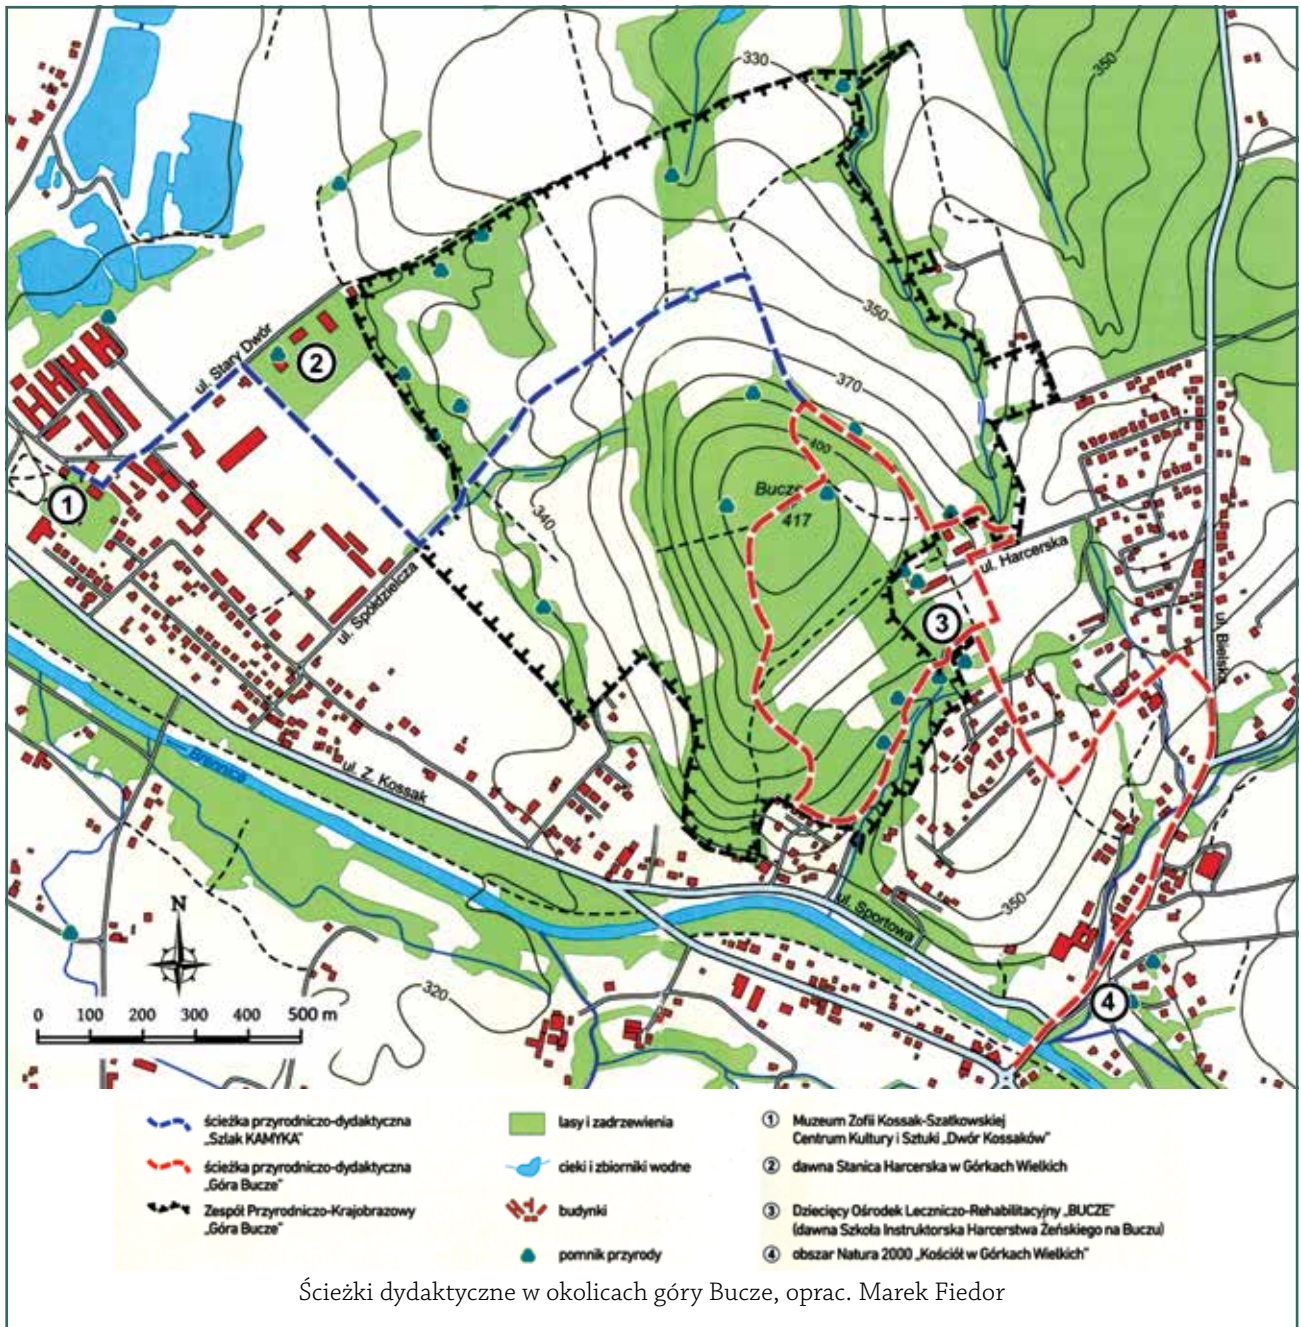 330
350
ul. Stary Dwór
2
350
370
1
400
Bucze
417
340
ul. Harcerska
ul. Spółdzielcza
3
ul. Bielska
Brennica
ul. Z. Kossak
350
ul. Sportowa
N
320
4
0 100 200 300 400 500 m
ścieżka przyrodniczo-dydaktyczna
„Szlak KAMYKA"
ścieżka przyrodniczo-dydaktyczna
„Góra Bucze"
Zespół Przyrodniczo-Krajobrazowy
„Góra Bucze"
lasy i zadrzewienia
cieki i zbiorniki wodne
budynki
pomnik przyrody
1 Muzeum Zofii Kossak-Szatkowskiej
Centrum Kultury i Sztuki „Dwór Kossaków"
2 dawna Stanica Harcerska w Górkach Wielkich
3 Dziecięcy Ośrodek Leczniczo-Rehabilitacyjny „BUCZE"
(dawna Szkoła Instruktorska Harcerstwa Żeńskiego na Buczu)
4 obszar Natura 2000 „Kościół w Górkach Wielkich"
Ścieżki dydaktyczne w okolicach góry Bucze, oprac. Marek Fiedor